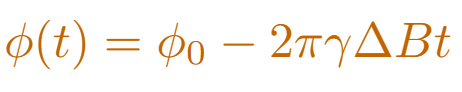 ϕ(t) = ϕ₀ − 2πγΔBt